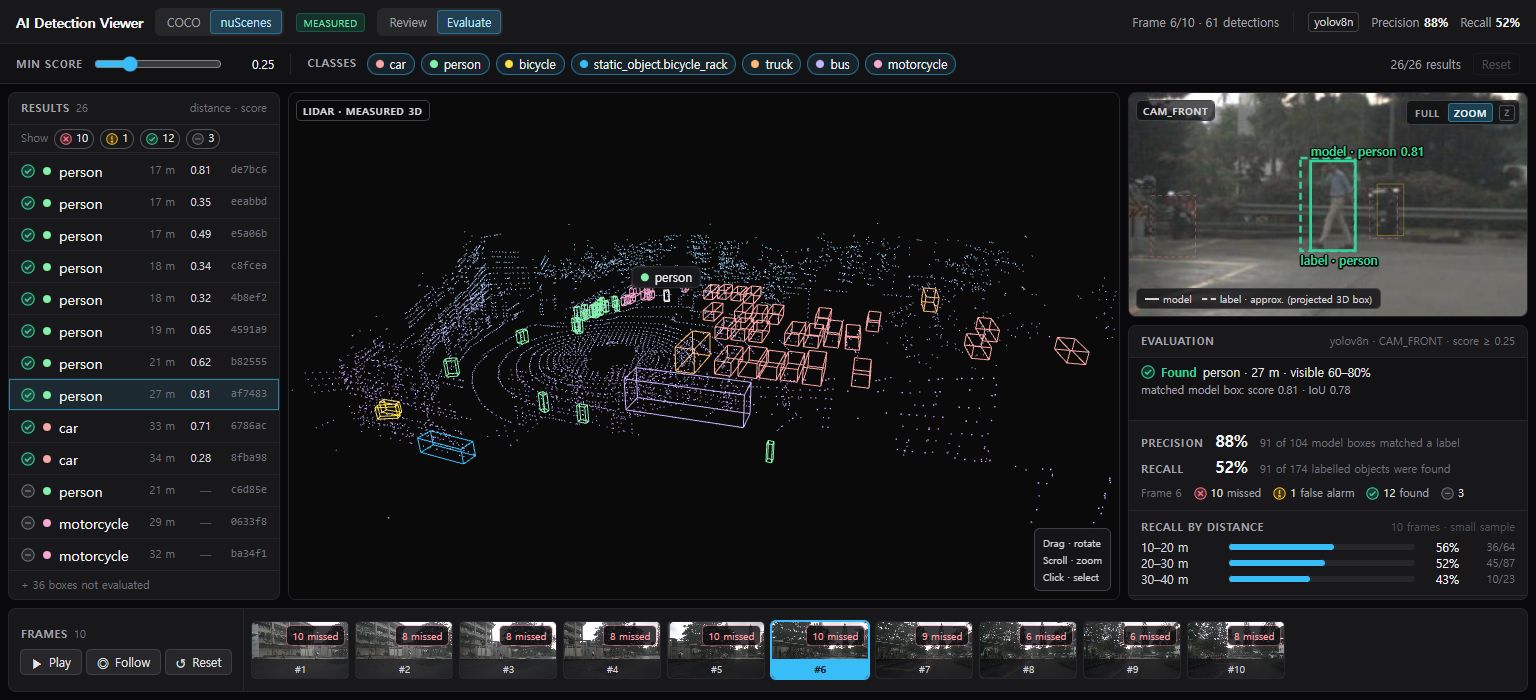 AI Detection Viewer COCO nuScenes MEASURED Review Evaluate Frame 6/10 · 61 detections yolov8n Precision 88% Recall 52%
MIN SCORE 0.25 CLASSES car person bicycle static_object.bicycle_rack truck bus motorcycle 26/26 results Reset
RESULTS 26 distance · score
Show 10 1 12 3
person 17 m 0.81 de7bc6
person 17 m 0.35 eeabbd
person 17 m 0.49 e5a06b
person 18 m 0.34 c8fcea
person 18 m 0.32 4b8ef2
person 19 m 0.65 4591a9
person 21 m 0.62 b82555
person 27 m 0.81 af7483
car 33 m 0.71 6786ac
car 34 m 0.28 8fba98
person 21 m — c6d85e
motorcycle 29 m — 0633f8
motorcycle 32 m — ba34f1
+ 36 boxes not evaluated
LIDAR · MEASURED 3D
person
Drag · rotate
Scroll · zoom
Click · select
CAM_FRONT FULL ZOOM Z
model · person 0.81
label · person
model label · approx. (projected 3D box)
EVALUATION yolov8n · CAM_FRONT · score ≥ 0.25
Found person · 27 m · visible 60–80%
matched model box: score 0.81 · IoU 0.78
PRECISION 88% 91 of 104 model boxes matched a label
RECALL 52% 91 of 174 labelled objects were found
Frame 6 10 missed 1 false alarm 12 found 3
RECALL BY DISTANCE 10 frames · small sample
10–20 m 56% 36/64
20–30 m 52% 45/87
30–40 m 43% 10/23
FRAMES 10
Play Follow Reset
10 missed 8 missed 8 missed 8 missed 10 missed 10 missed 9 missed 6 missed 6 missed 8 missed
#1 #2 #3 #4 #5 #6 #7 #8 #9 #10